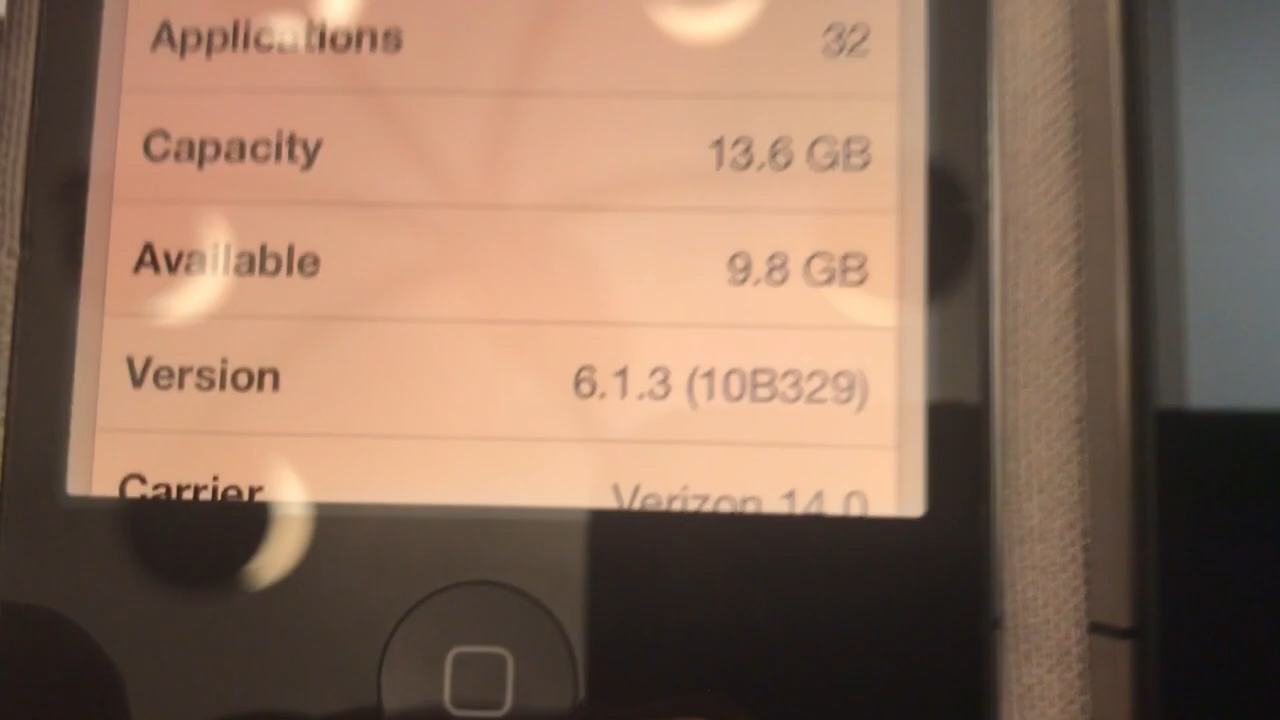 Applications 32
Capacity 13.6 GB
Available 9.8 GB
Version 6.1.3 (10B329)
Carrier Verizon 14.0